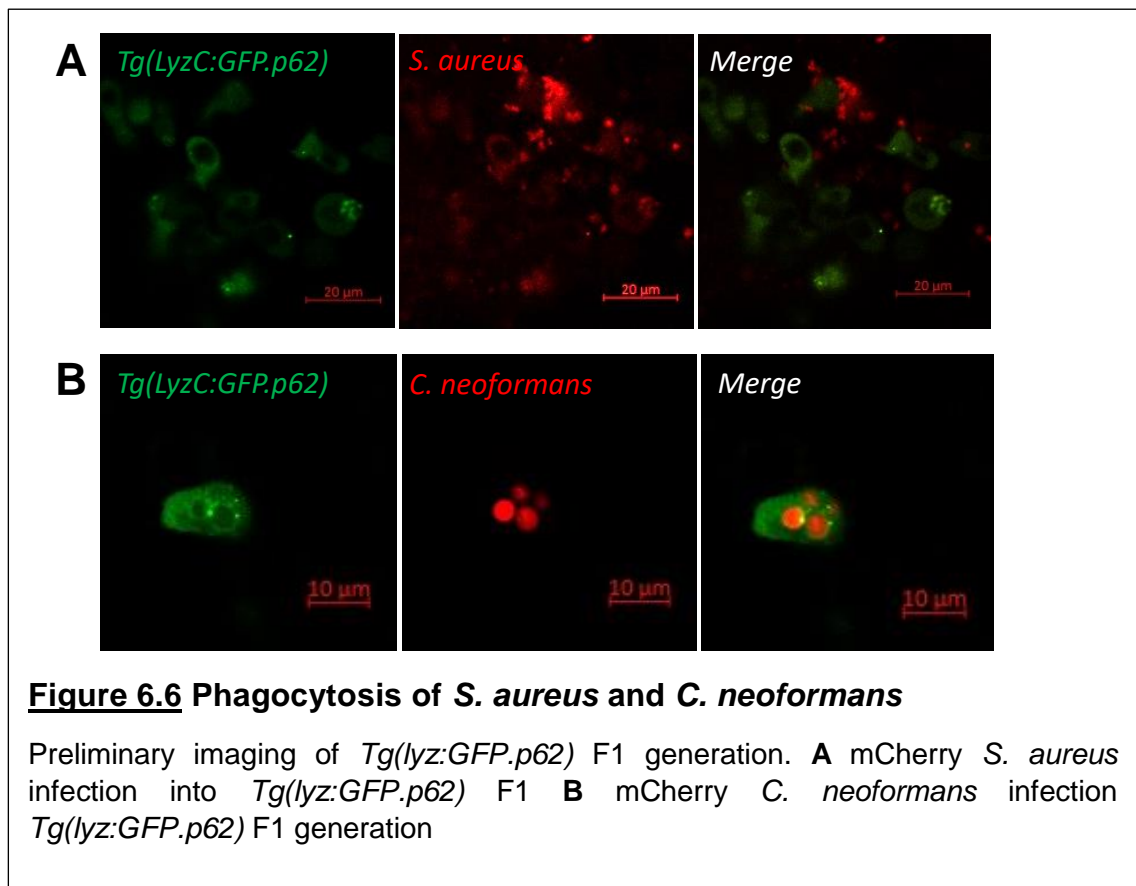 A
Tg(LyzC:GFP.p62)
S. aureus
Merge
20 µm
20 µm
20 µm
B
Tg(LyzC:GFP.p62)
C. neoformans
Merge
10 µm
10 µm
Figure 6.6 Phagocytosis of S. aureus and C. neoformans
Preliminary imaging of Tg(lyz:GFP.p62) F1 generation. A mCherry S. aureus
infection into Tg(lyz:GFP.p62) F1 B mCherry C. neoformans infection
Tg(lyz:GFP.p62) F1 generation